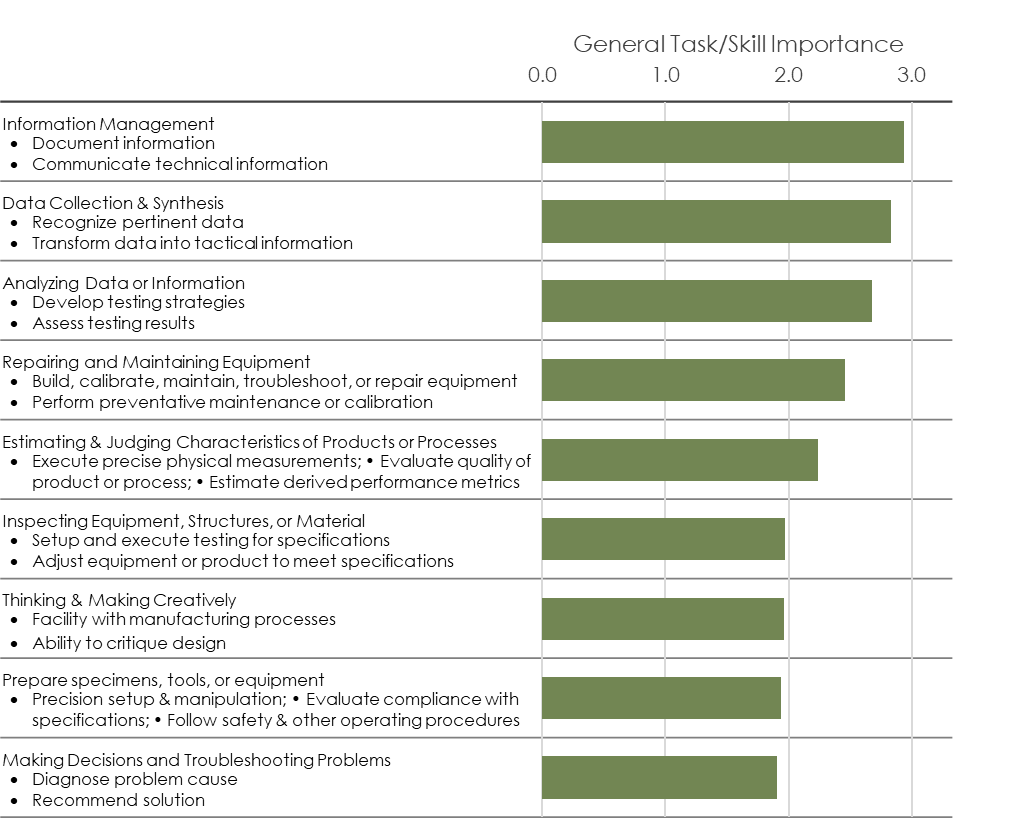 General Task/Skill Importance
0.0 1.0 2.0 3.0
Information Management
• Document information
• Communicate technical information
Data Collection & Synthesis
• Recognize pertinent data
• Transform data into tactical information
Analyzing Data or Information
• Develop testing strategies
• Assess testing results
Repairing and Maintaining Equipment
• Build, calibrate, maintain, troubleshoot, or repair equipment
• Perform preventative maintenance or calibration
Estimating & Judging Characteristics of Products or Processes
• Execute precise physical measurements; • Evaluate quality of
product or process; • Estimate derived performance metrics
Inspecting Equipment, Structures, or Material
• Setup and execute testing for specifications
• Adjust equipment or product to meet specifications
Thinking & Making Creatively
• Facility with manufacturing processes
• Ability to critique design
Prepare specimens, tools, or equipment
• Precision setup & manipulation; • Evaluate compliance with
specifications; • Follow safety & other operating procedures
Making Decisions and Troubleshooting Problems
• Diagnose problem cause
• Recommend solution